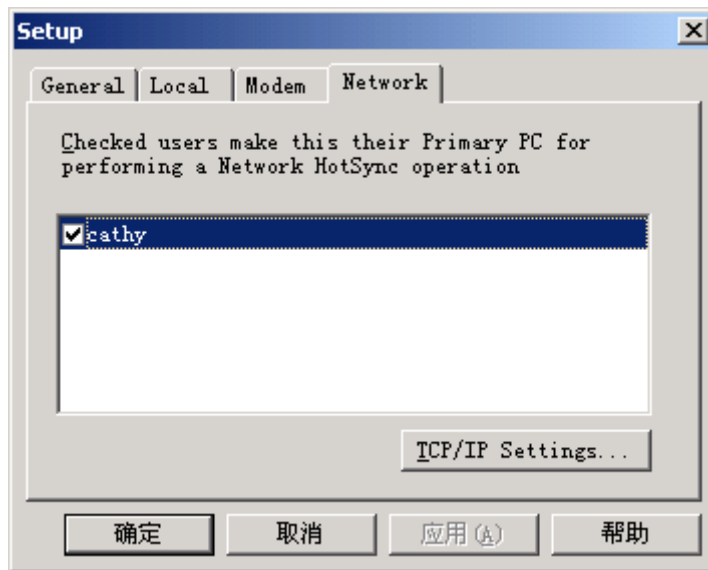 Setup
General Local Modem Network
Checked users make this their Primary PC for
performing a Network HotSync operation
cathy
TCP/IP Settings...
确定 取消 应用(A) 帮助